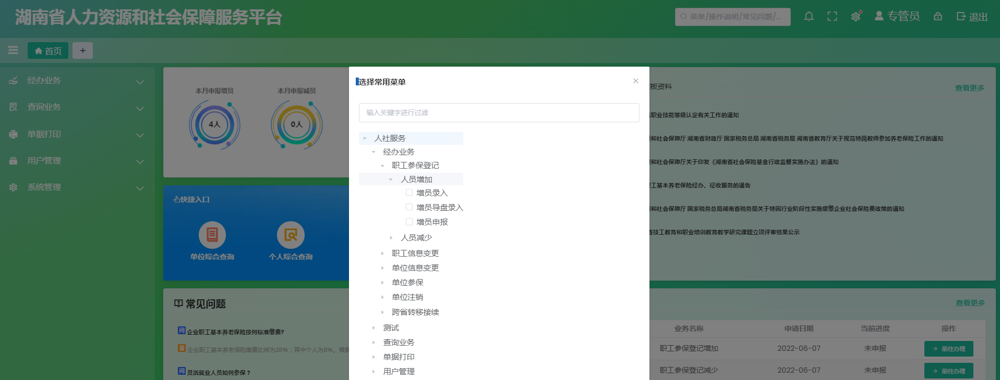 湖南省人力资源和社会保障服务平台
菜单/操作说明/常见问题/...
专管员
退出
首页
+
经办业务
查询业务
单据打印
用户管理
系统管理
本月申报增员
本月申报减员
4人
0人
快捷入口
单位综合查询
个人综合查询
常见问题
问 企业职工基本养老保险按何标准缴费?
答 企业职工基本养老保险缴费比例为28%；其中个人为8%。根据
问 灵活就业人员如何参保？
选择常用菜单
输入关键字进行过滤
人社服务
经办业务
职工参保登记
人员增加
增员录入
增员导盘录入
增员申报
人员减少
职工信息变更
单位信息变更
单位参保
单位注销
跨省转移接续
测试
查询业务
单据打印
用户管理
板资料
查看更多
职业技能等级认定有关工作的通知
和社会保障厅 湖南省财政厅 国家税务总局 湖南省税务局 湖南省教育厅关于规范特岗教师参加养老保险工作的通知
和社会保障厅关于印发《湖南省社会保险基金行政监督实施办法》的通知
工基本养老保险经办、征收服务的通告
和社会保障厅 国家税务总局湖南省税务局关于特困行业阶段性实施缓缴企业社会保险费政策的通知
省技工教育和职业培训教育教学研究课题立项评审结果公示
查看更多
业务名称 申请日期 当前进度 操作
职工参保登记增加 2022-06-07 未申报 前往办理
职工参保登记减少 2022-06-07 未申报 前往办理